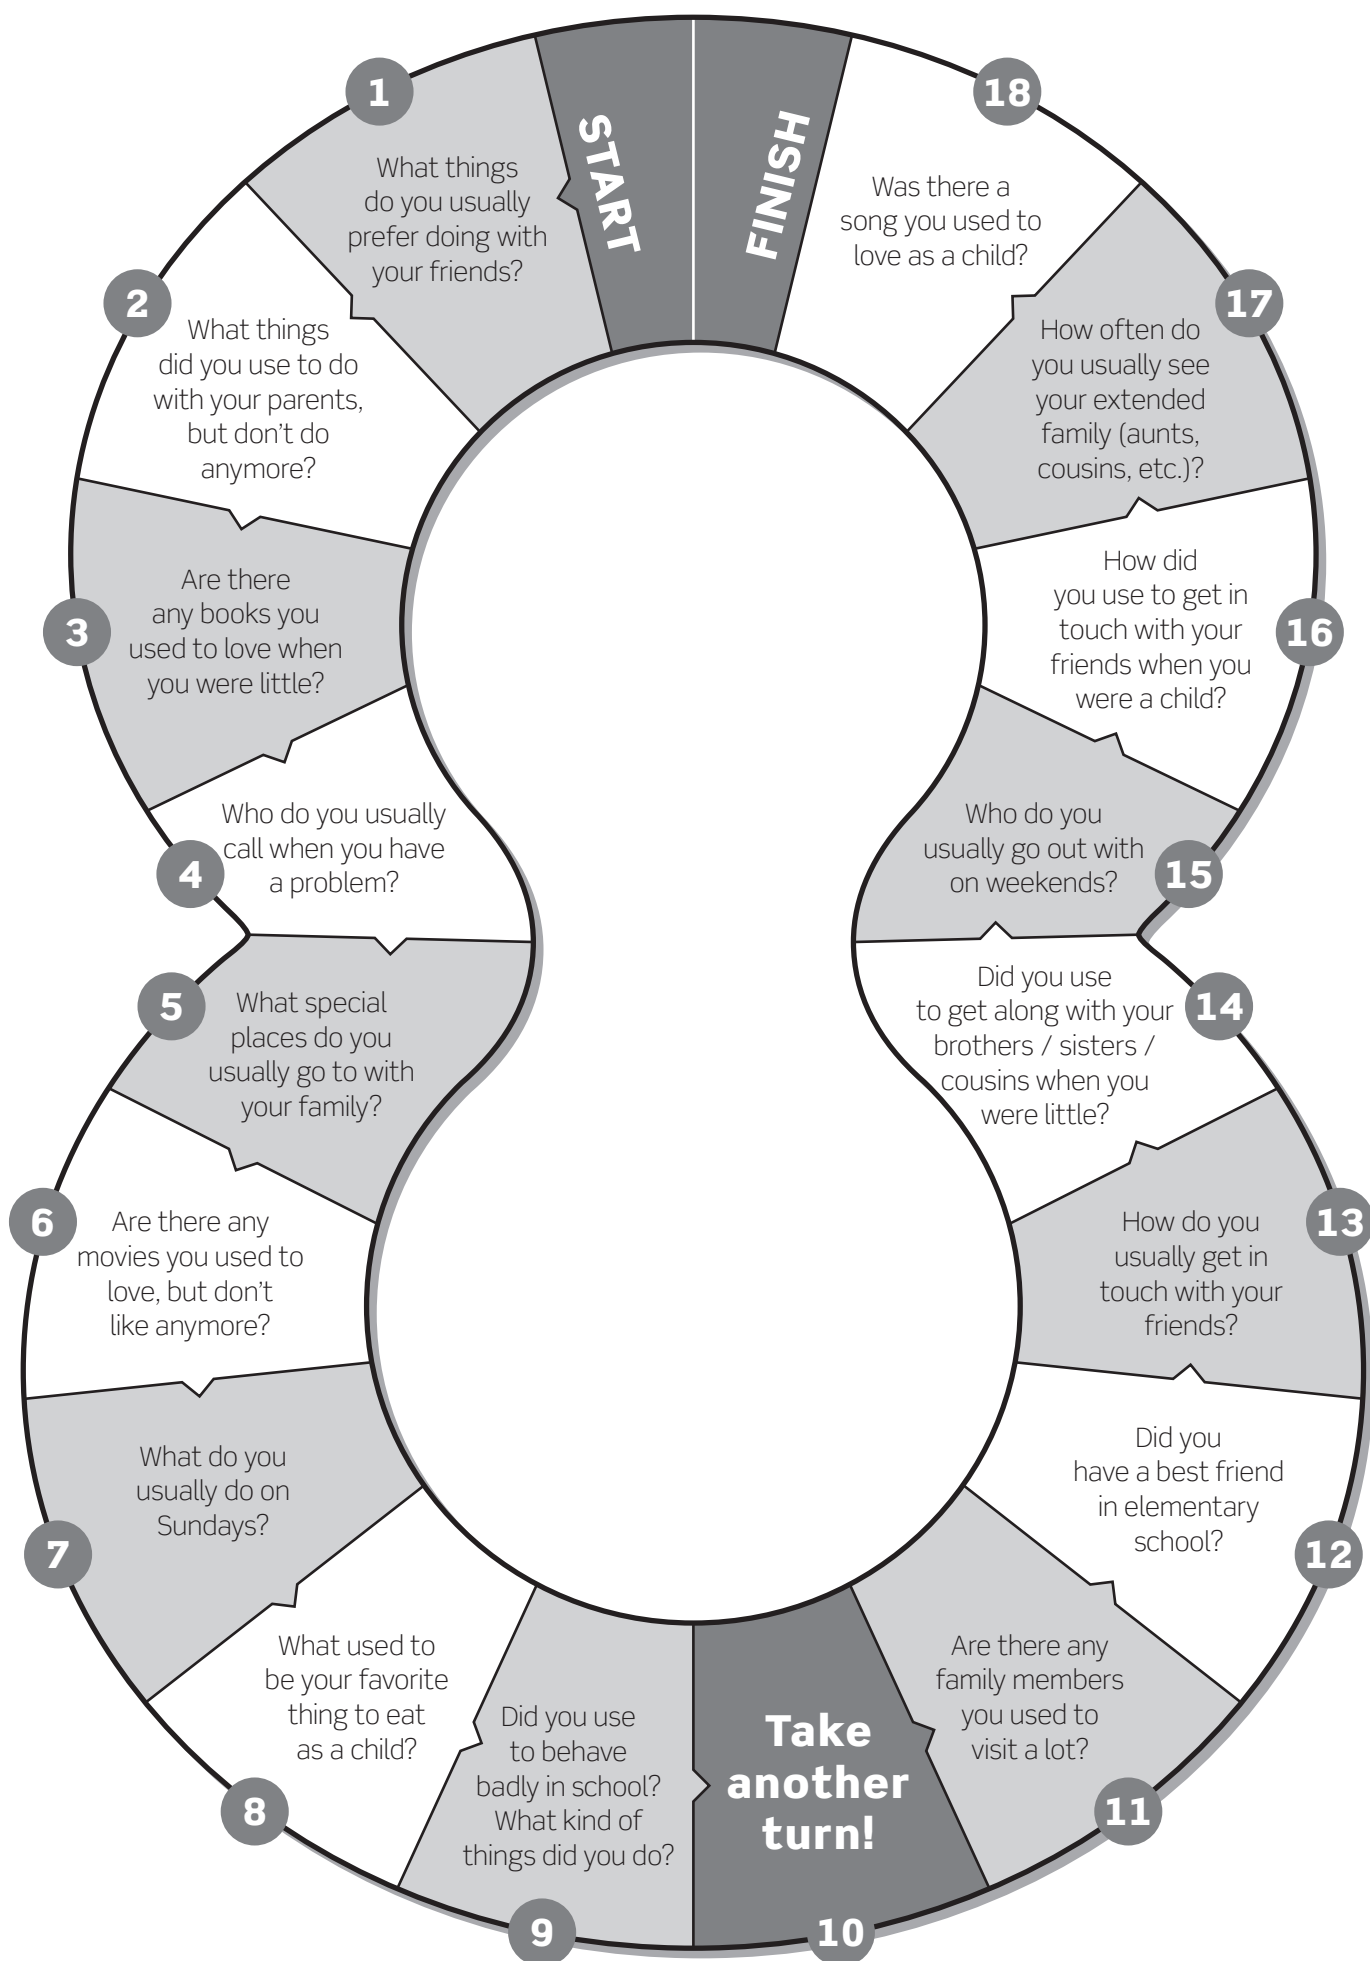 START
1
What things
do you usually
prefer doing with
your friends?
2
What things
did you use to do
with your parents,
but don't do
anymore?
3
Are there
any books you
used to love when
you were little?
4
Who do you usually
call when you have
a problem?
5
What special
places do you
usually go to with
your family?
6
Are there any
movies you used to
love, but don't
like anymore?
7
What do you
usually do on
Sundays?
8
What used to
be your favorite
thing to eat
as a child?
9
Did you use
to behave
badly in school?
What kind of
things did you do?
10
Take
another
turn!
11
Are there any
family members
you used to
visit a lot?
12
Did you
have a best friend
in elementary
school?
13
How do you
usually get in
touch with your
friends?
14
Did you use
to get along with your
brothers / sisters /
cousins when you
were little?
15
Who do you
usually go out with
on weekends?
16
How did
you use to get in
touch with your
friends when you
were a child?
17
How often do
you usually see
your extended
family (aunts,
cousins, etc.)?
18
Was there a
song you used to
love as a child?
FINISH